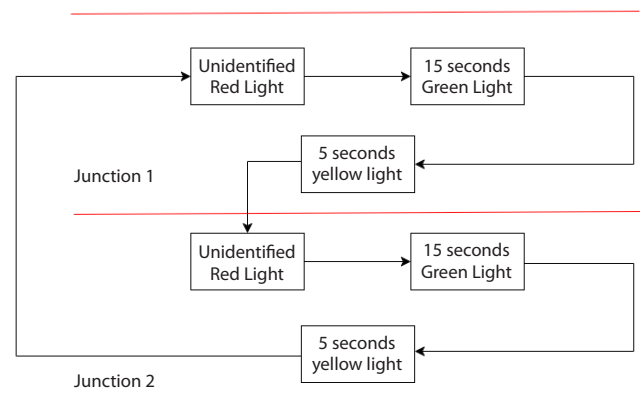 Unidentified
Red Light
15 seconds
Green Light
5 seconds
yellow light
Junction 1
Unidentified
Red Light
15 seconds
Green Light
5 seconds
yellow light
Junction 2